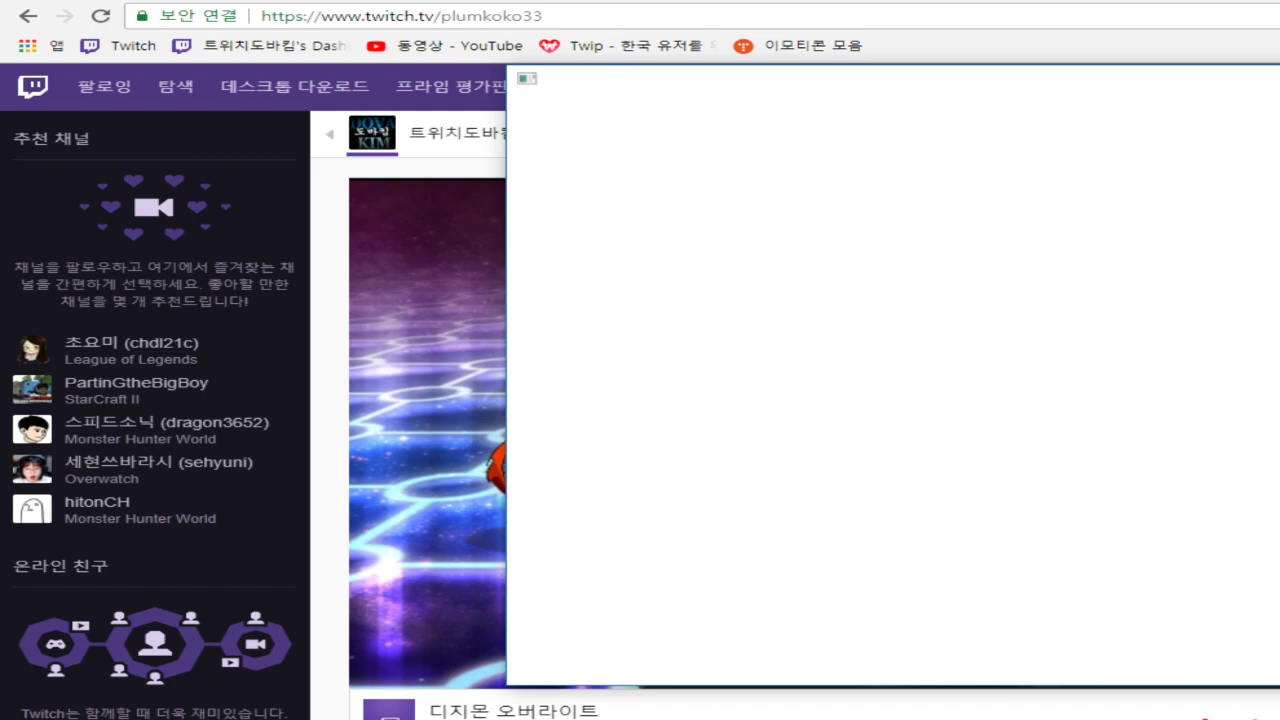 보안 연결 | https://www.twitch.tv/plumkoko33
앱 Twitch 트위치도바킴's Dash 동영상 - YouTube Twip - 한국 유저를 이모티콘 모음
팔로잉 탐색 데스크톱 다운로드 프라임 평가판
추천 채널
DOVA
도바킴
KIM
트위치도바킴
채널을 팔로우하고 여기에서 즐겨찾는 채
널을 간편하게 선택하세요. 좋아할 만한
채널을 몇 개 추천드립니다!
초요미 (chdl21c)
League of Legends
PartinGtheBigBoy
StarCraft II
스피드소닉 (dragon3652)
Monster Hunter World
세현쓰바라시 (sehyuni)
Overwatch
hitonCH
Monster Hunter World
온라인 친구
Twitch는 함께할 때 더욱 재미있습니다.
디지몬 오버라이트